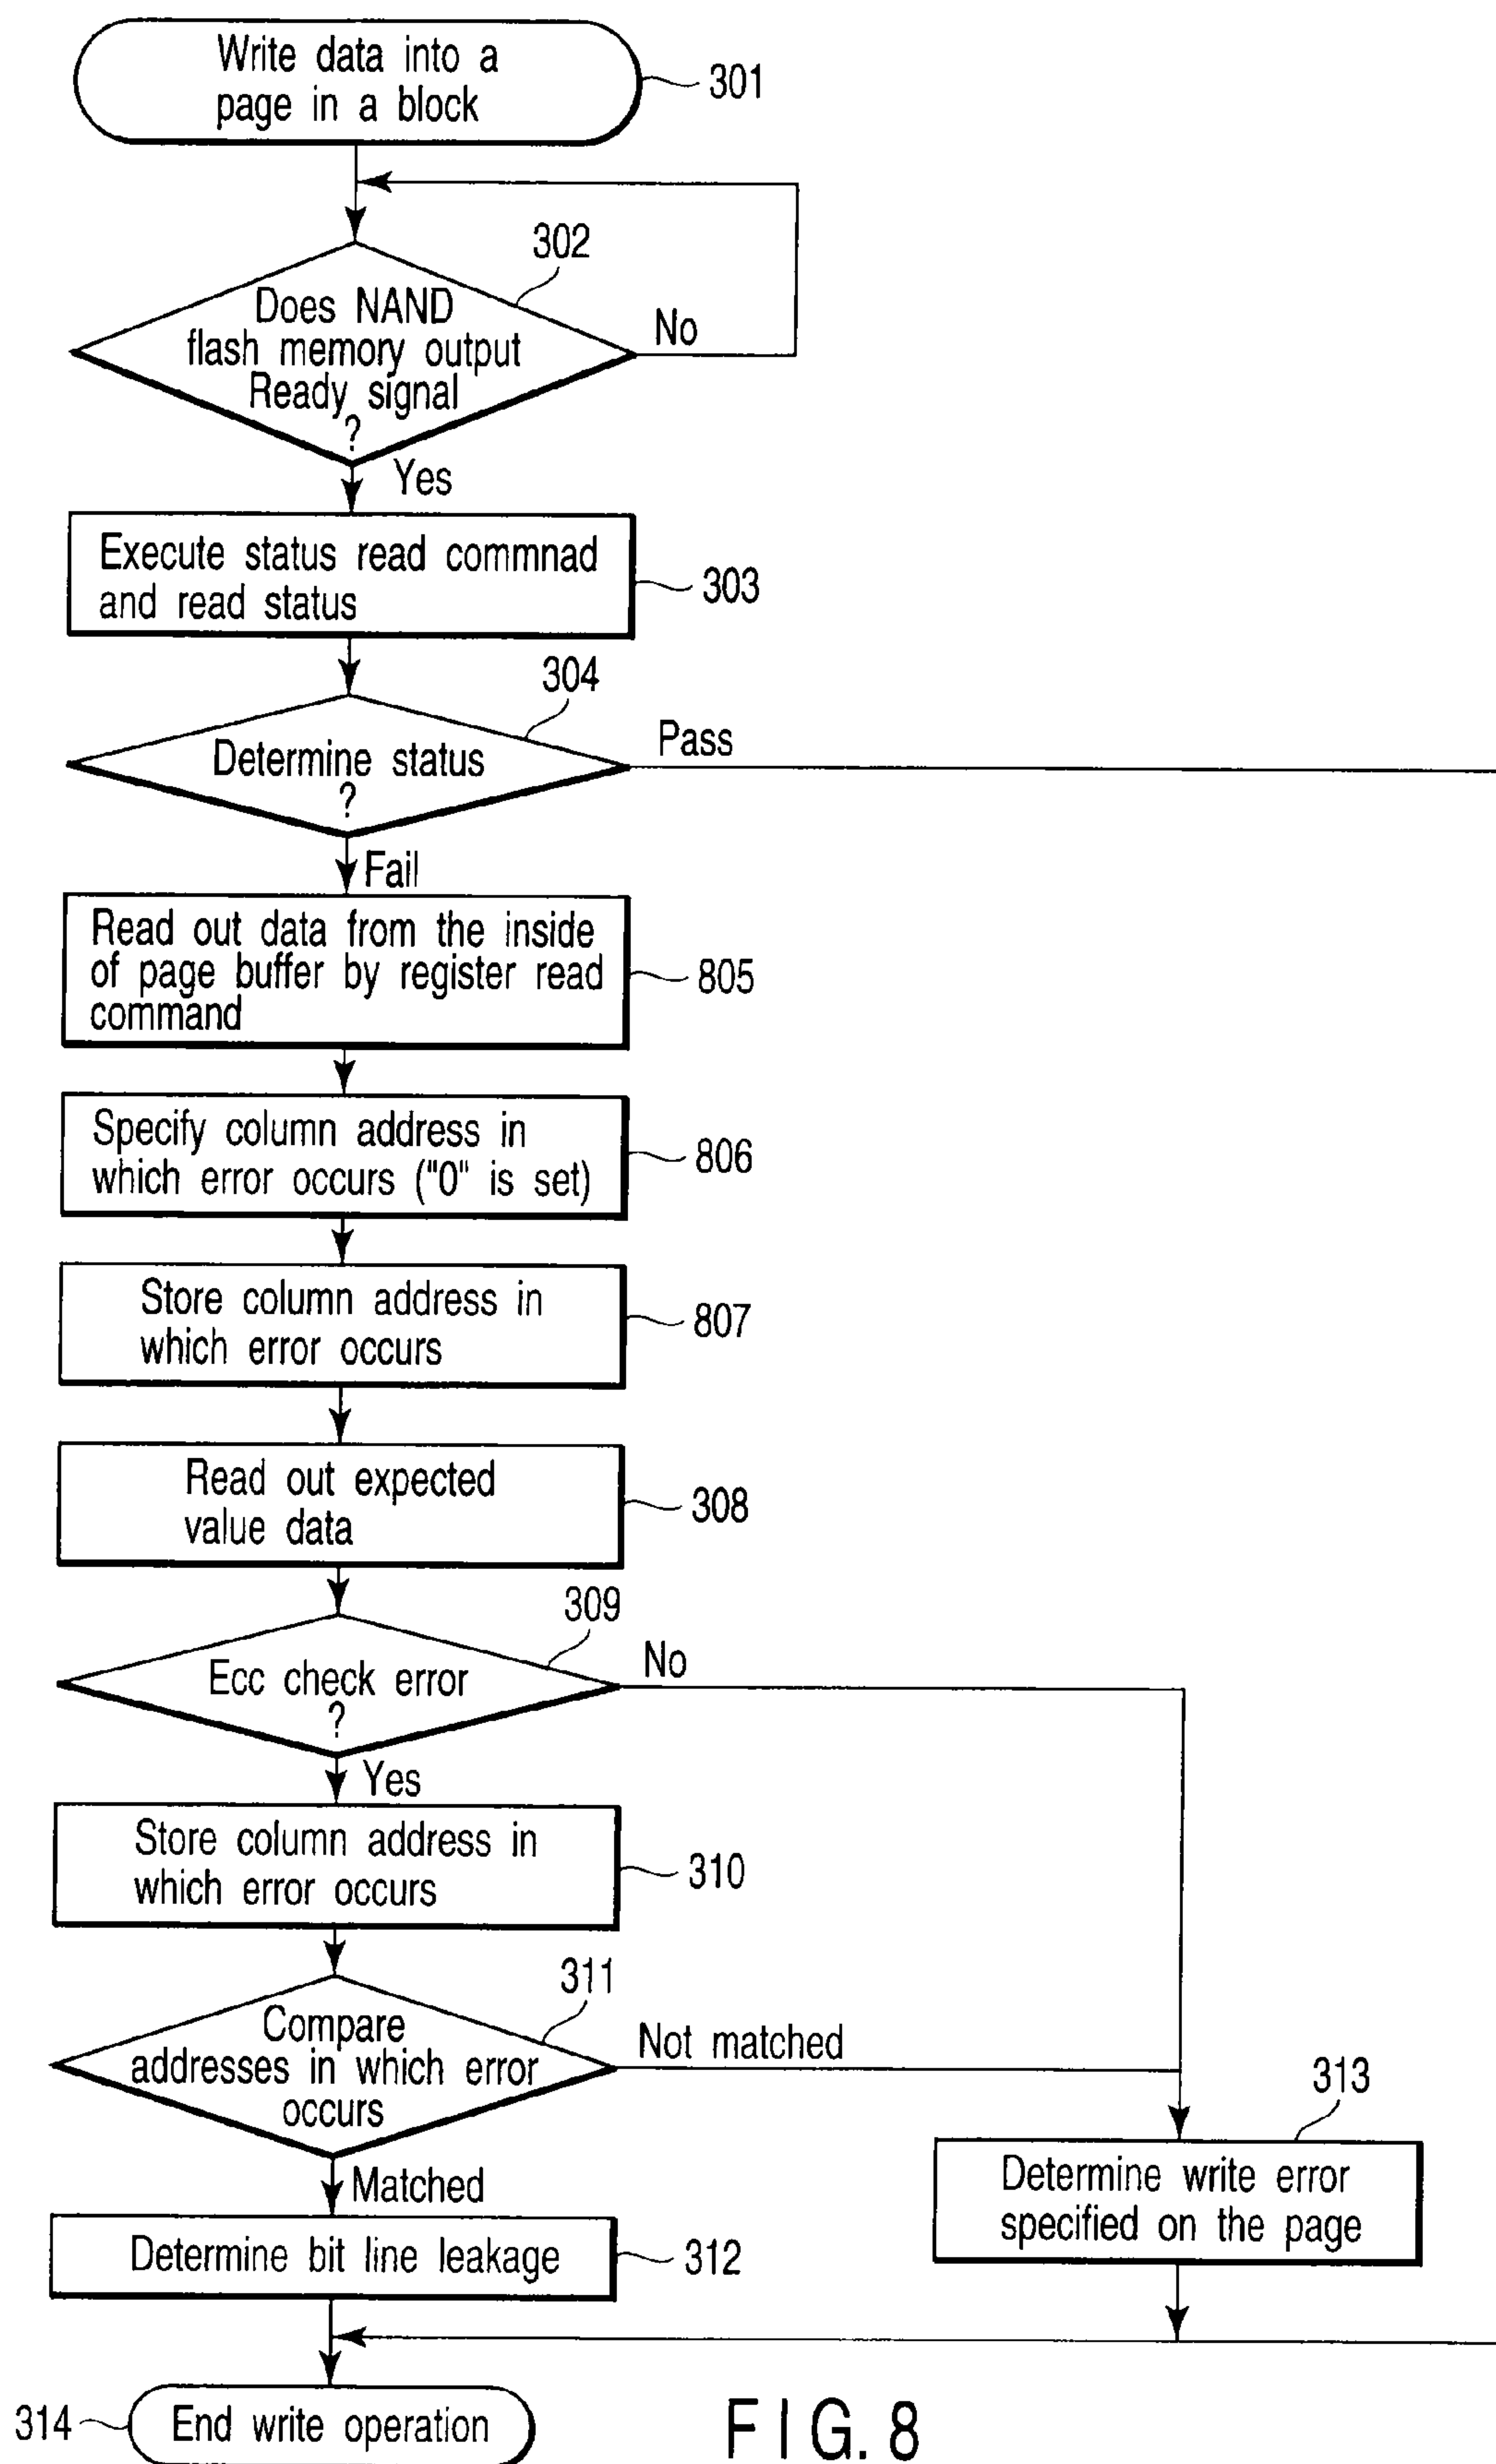 Write data into a
page in a block
301
302
Does NAND
flash memory output
Ready signal
?
No
Yes
Execute status read commnad
and read status
303
304
Determine status
?
Pass
Fail
Read out data from the inside
of page buffer by register read
command
805
Specify column address in
which error occurs ("0" is set)
806
Store column address in
which error occurs
807
Read out expected
value data
308
309
Ecc check error
?
No
Yes
Store column address in
which error occurs
310
311
Compare
addresses in which error
occurs
Not matched
Matched
313
Determine write error
specified on the page
Determine bit line leakage
312
314
End write operation
FIG. 8